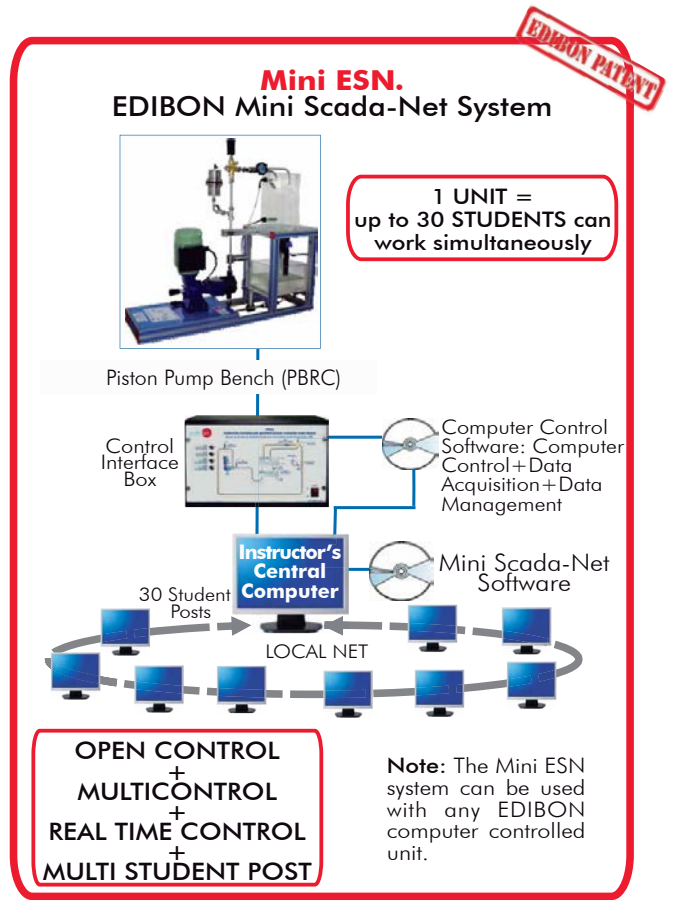 EDIBON PATENT
Mini ESN.
EDIBON Mini Scada-Net System
1 UNIT =
up to 30 STUDENTS can
work simultaneously
Piston Pump Bench (PBRC)
Control
Interface
Box
Computer Control
Software: Computer
Control+Data
Acquisition+Data
Management
Instructor's
Central
Computer
Mini Scada-Net
Software
30 Student
Posts
LOCAL NET
OPEN CONTROL
+
MULTICONTROL
+
REAL TIME CONTROL
+
MULTI STUDENT POST
Note: The Mini ESN
system can be used
with any EDIBON
computer controlled
unit.